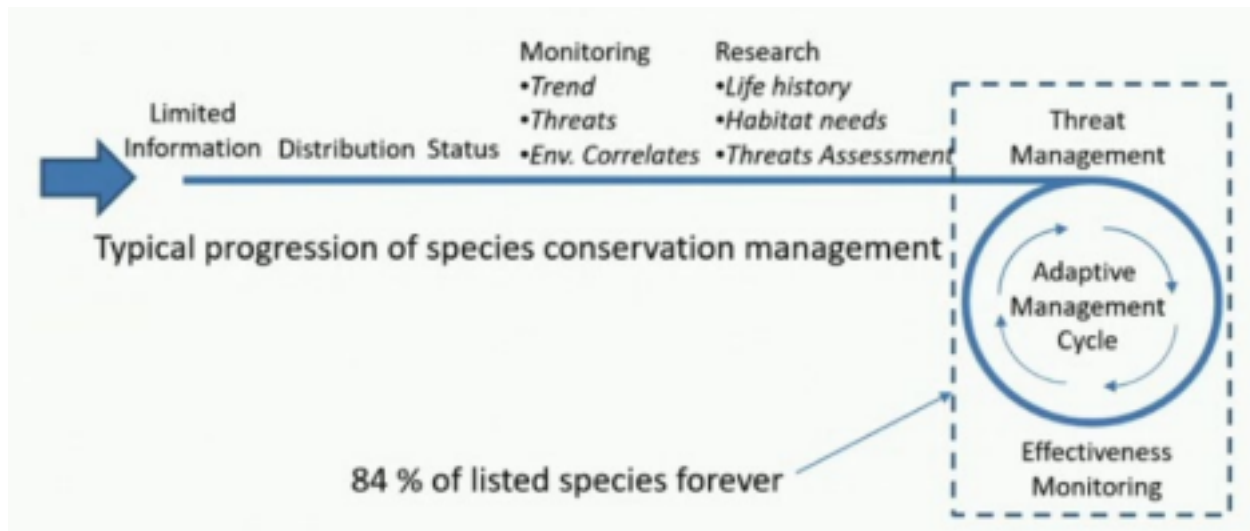 Limited
Information
Distribution
Status
Monitoring
•Trend
•Threats
•Env. Correlates
Research
•Life history
•Habitat needs
•Threats Assessment
Threat
Management
Typical progression of species conservation management
Adaptive
Management
Cycle
84 % of listed species forever
Effectiveness
Monitoring